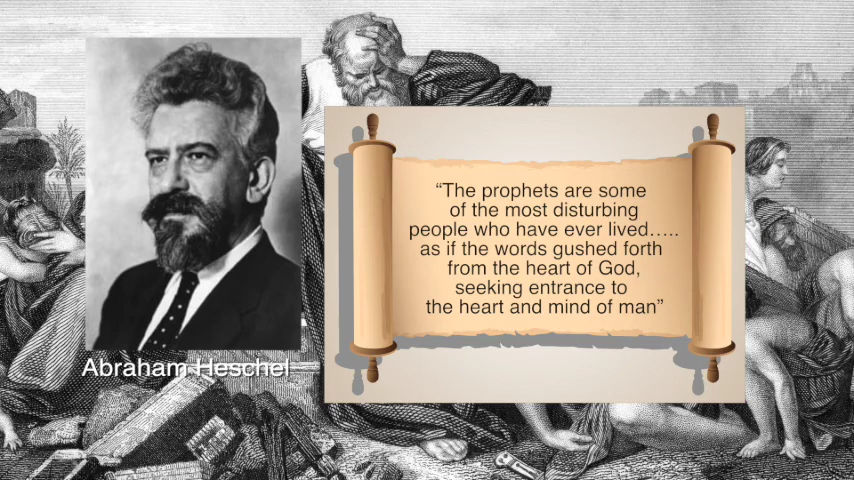 “The prophets are some
of the most disturbing
people who have ever lived…..
as if the words gushed forth
from the heart of God,
seeking entrance to
the heart and mind of man”
Abraham Heschel